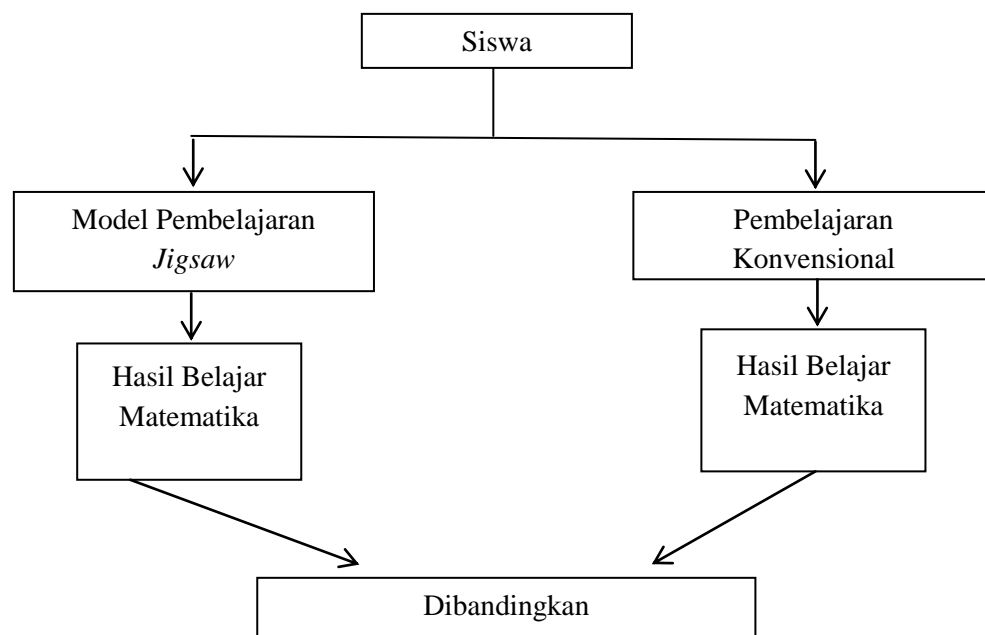 Siswa
Model Pembelajaran
Jigsaw
Pembelajaran
Konvensional
Hasil Belajar
Matematika
Hasil Belajar
Matematika
Dibandingkan